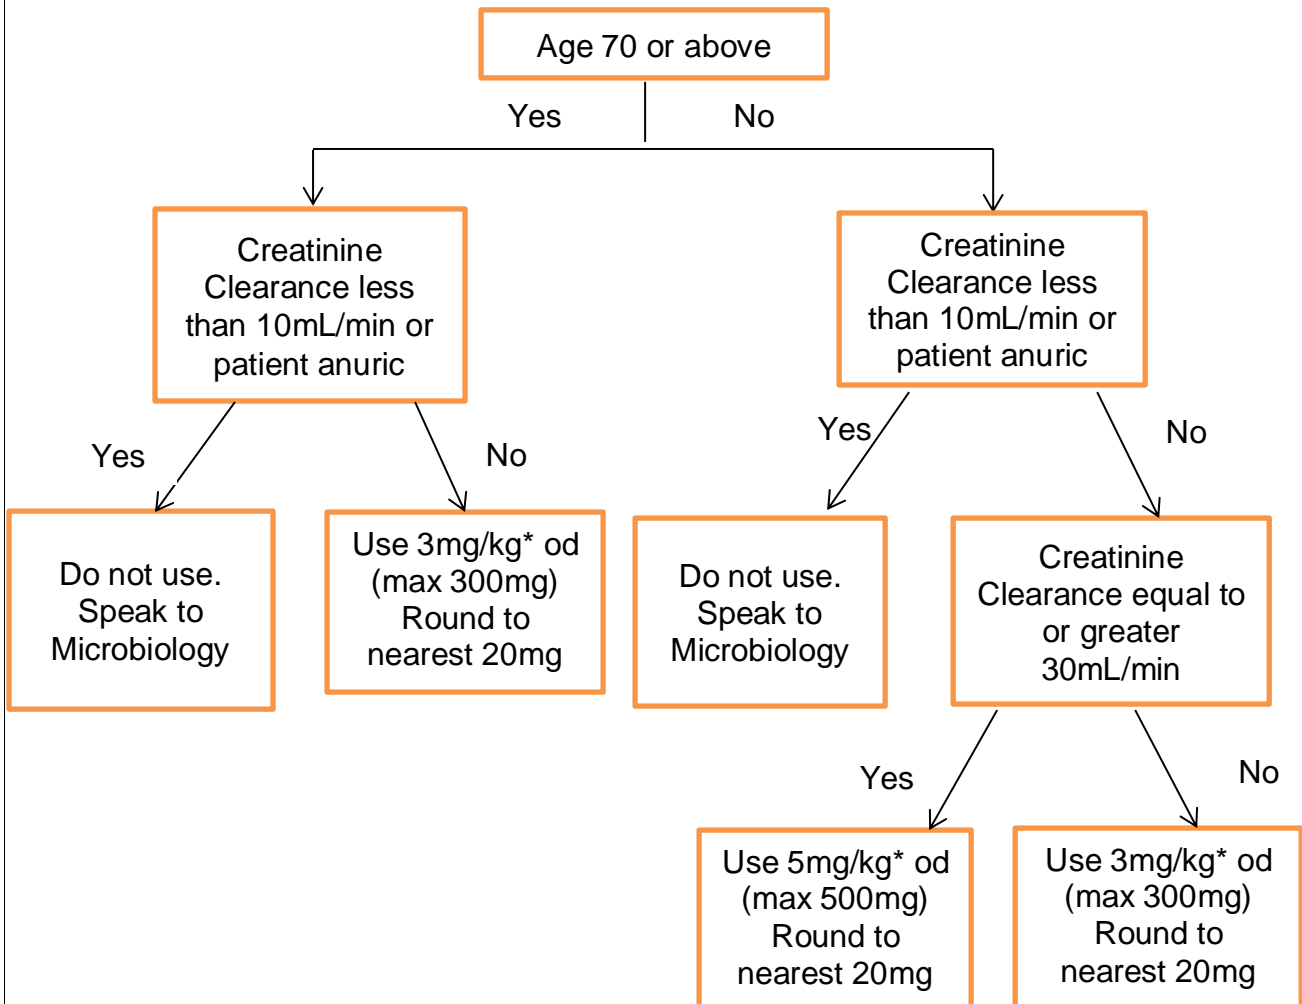 Age 70 or above
Yes
No
Creatinine
Clearance less
than 10mL/min or
patient anuric
Creatinine
Clearance less
than 10mL/min or
patient anuric
Yes
No
Yes
No
Do not use.
Speak to
Microbiology
Use 3mg/kg* od
(max 300mg)
Round to
nearest 20mg
Do not use.
Speak to
Microbiology
Creatinine
Clearance equal to
or greater
30mL/min
Yes
No
Use 5mg/kg* od
(max 500mg)
Round to
nearest 20mg
Use 3mg/kg* od
(max 300mg)
Round to
nearest 20mg